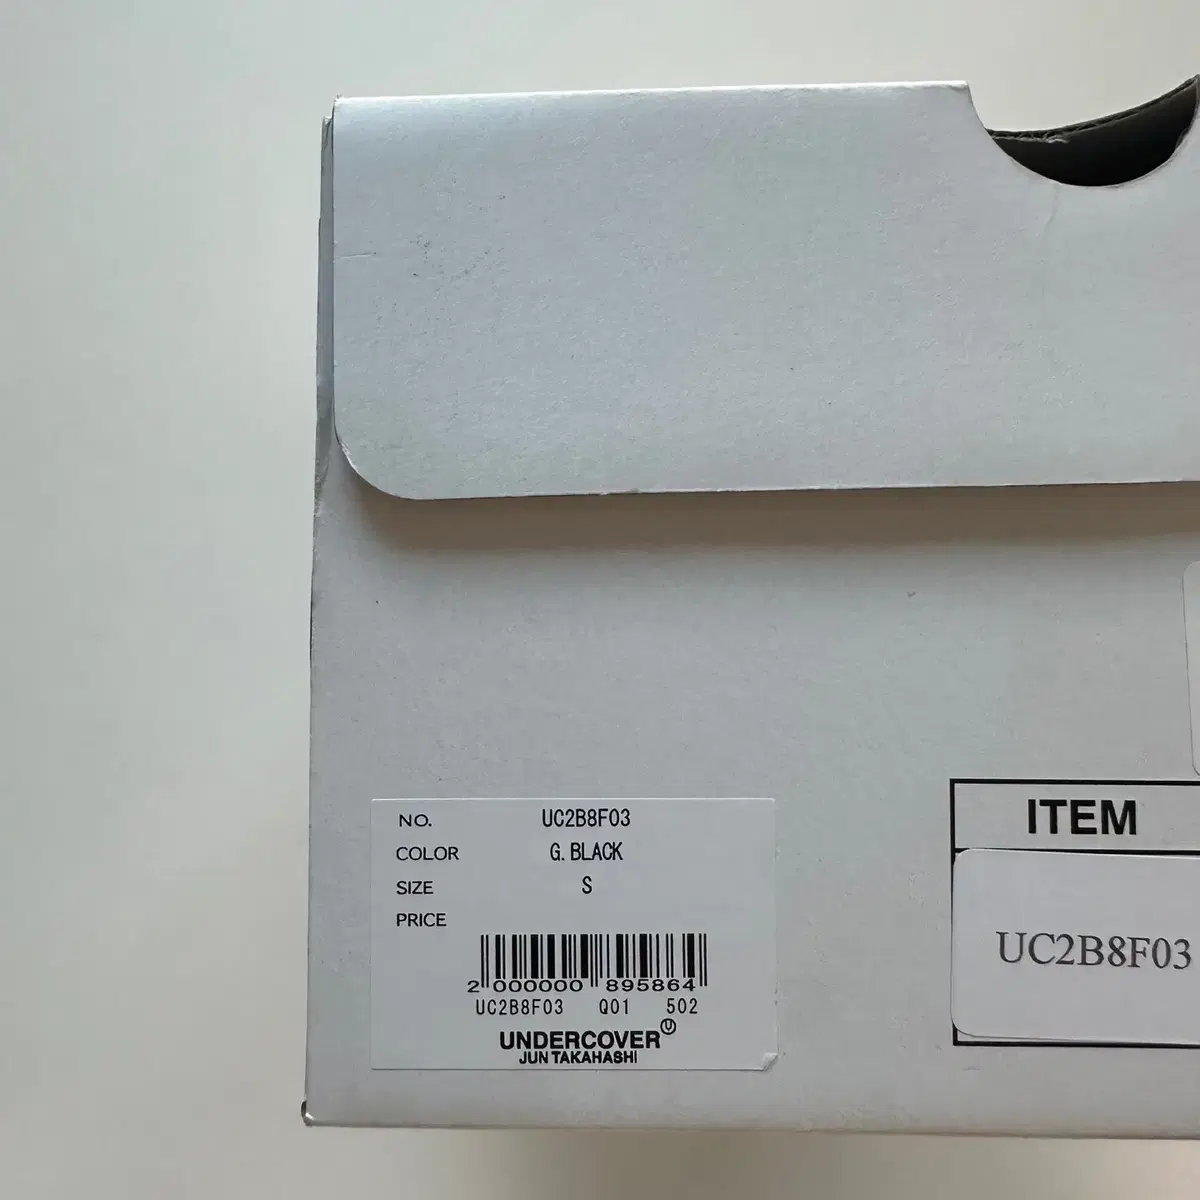 NO. UC2B8F03
COLOR G.BLACK
SIZE S
PRICE
2 000000 895864
UC2B8F03 Q01 502
UNDERCOVER U
JUN TAKAHASHI
ITEM
UC2B8F03